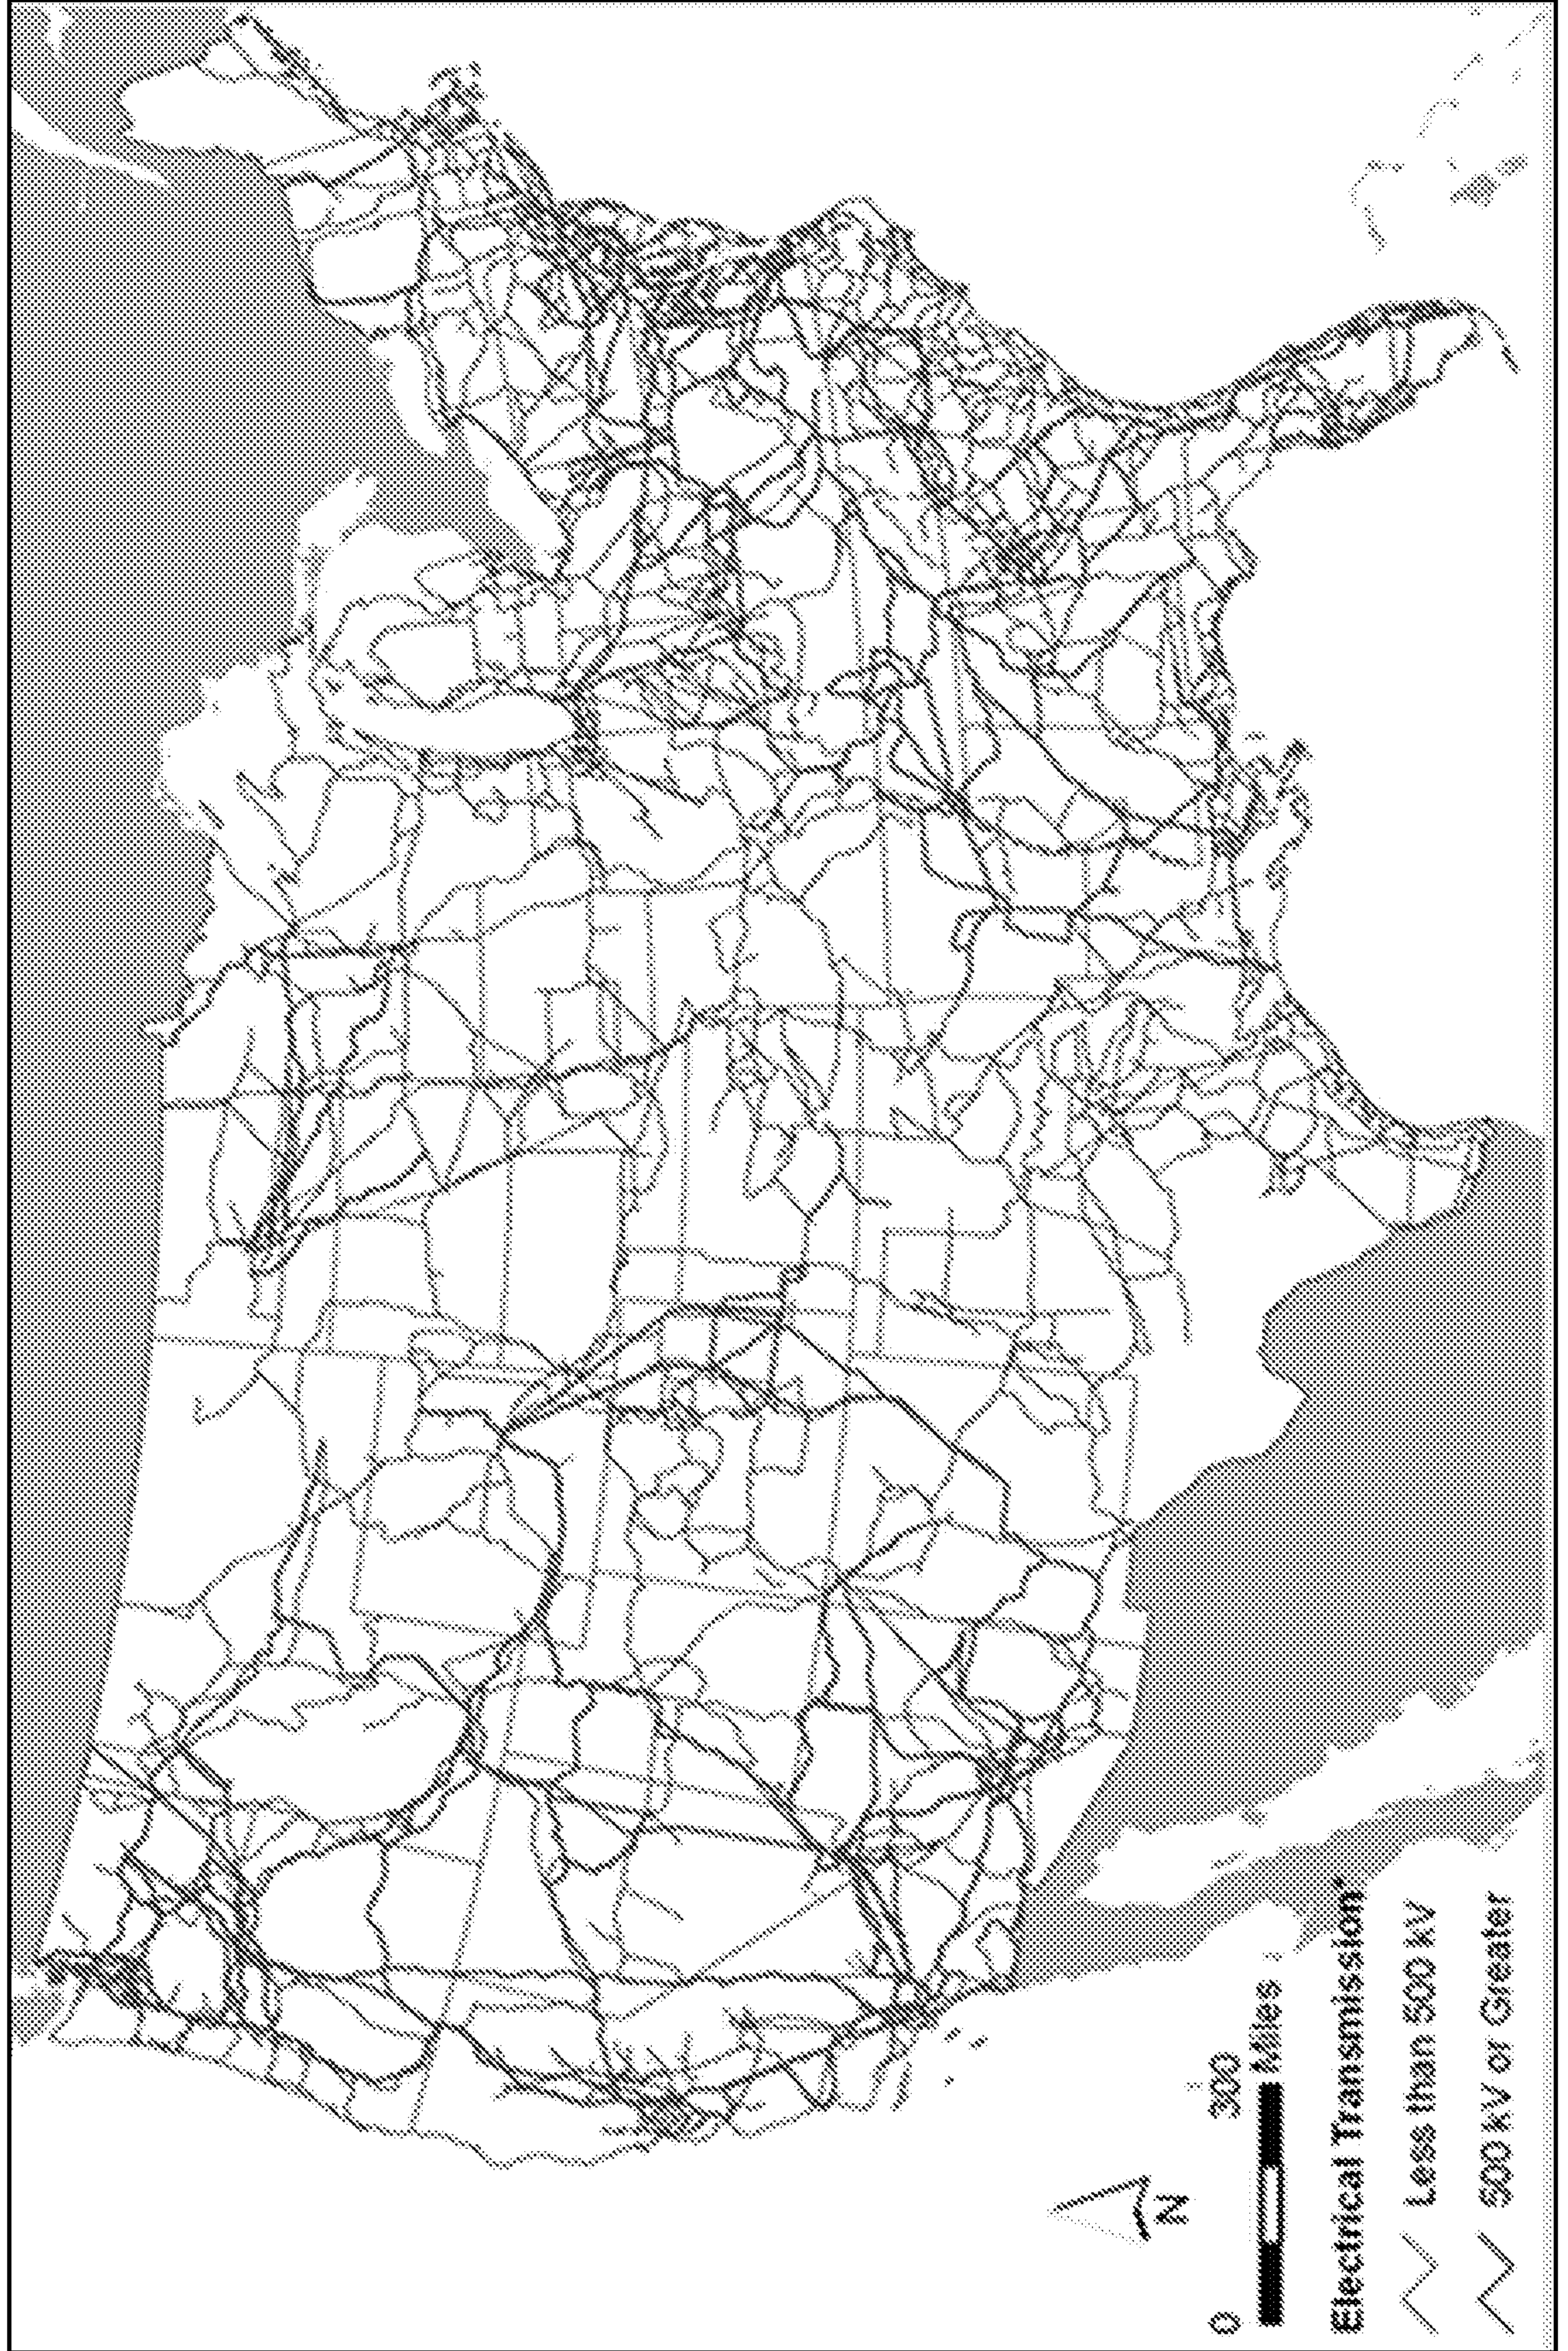 N
0 300
Miles
Electrical Transmission*
Less than 500 kV
500 kV or Greater